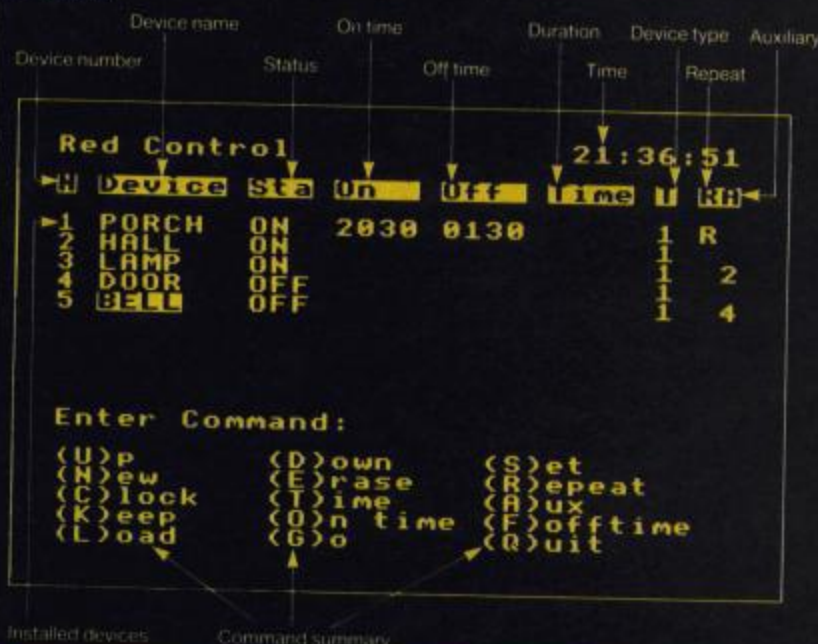 Device name On time Duration Device type Auxiliary
Device number Status Off time Time Repeat
Red Control 21:36:51
N Device Sta On Off Time T RA
1 PORCH ON 2030 0130 1 R
2 HALL ON 1
3 LAMP ON 1 2
4 DOOR OFF 1
5 BELL OFF 1 4
Enter Command:
(U)p (D)own (S)et
(N)ew (E)rase (R)epeat
(C)lock (T)ime (A)ux
(K)eep (O)n time (F)offtime
(L)oad (G)o (Q)uit
Installed devices Command summary